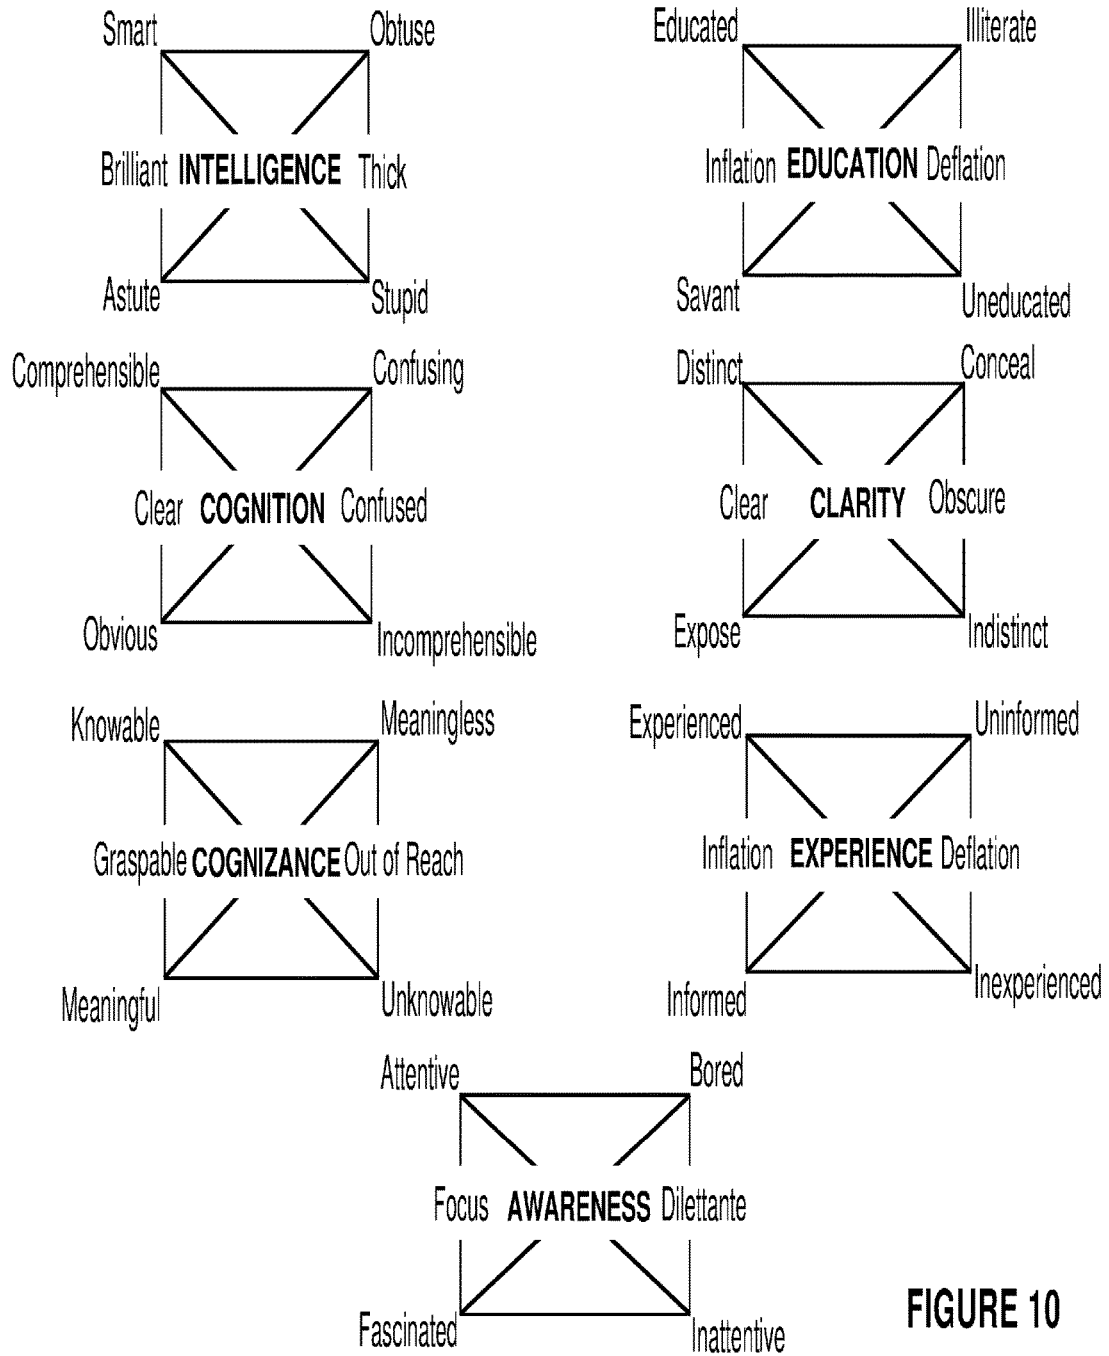 Smart Obtuse
Brilliant INTELLIGENCE Thick
Astute Stupid
Educated Illiterate
Inflation EDUCATION Deflation
Savant Uneducated
Comprehensible Confusing
Clear COGNITION Confused
Obvious Incomprehensible
Distinct Conceal
Clear CLARITY Obscure
Expose Indistinct
Knowable Meaningless
Graspable COGNIZANCE Out of Reach
Meaningful Unknowable
Experienced Uninformed
Inflation EXPERIENCE Deflation
Informed Inexperienced
Attentive Bored
Focus AWARENESS Dilettante
Fascinated Inattentive
FIGURE 10